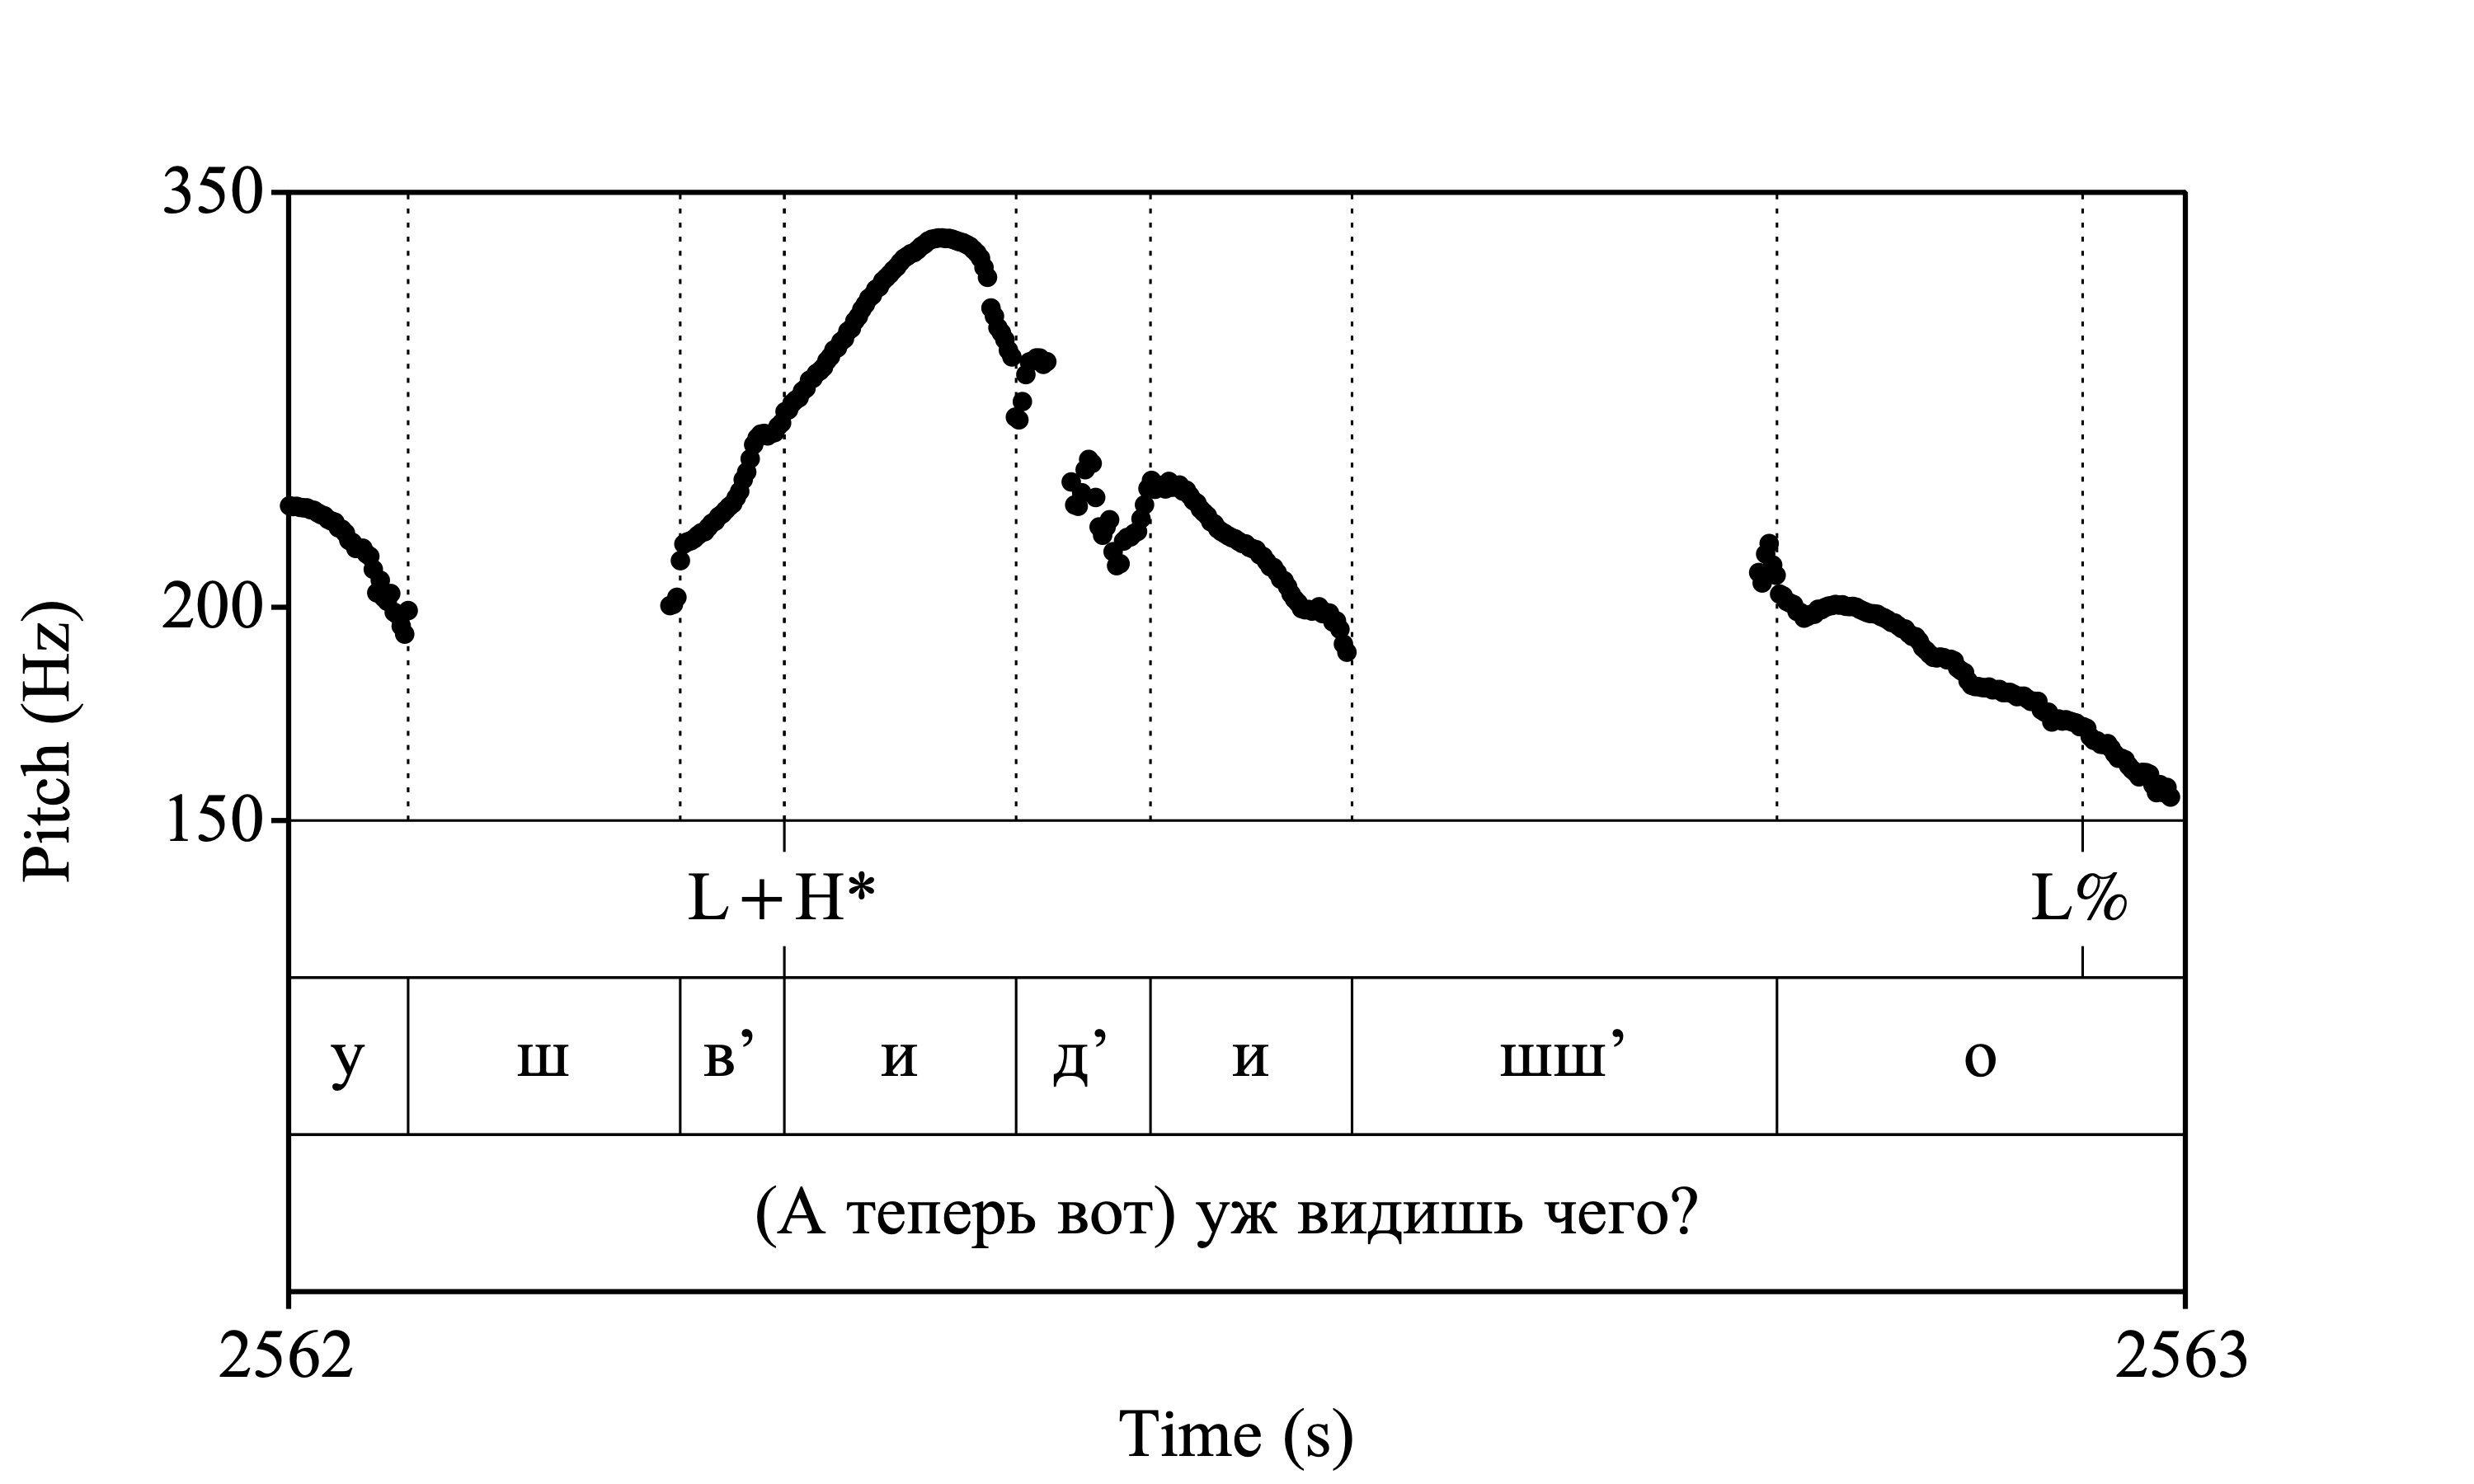 350
200
150
Pitch (Hz)
L+H* L%
у ш в’ и д’ и шш’ о
(А теперь вот) уж видишь чего?
2562 2563
Time (s)